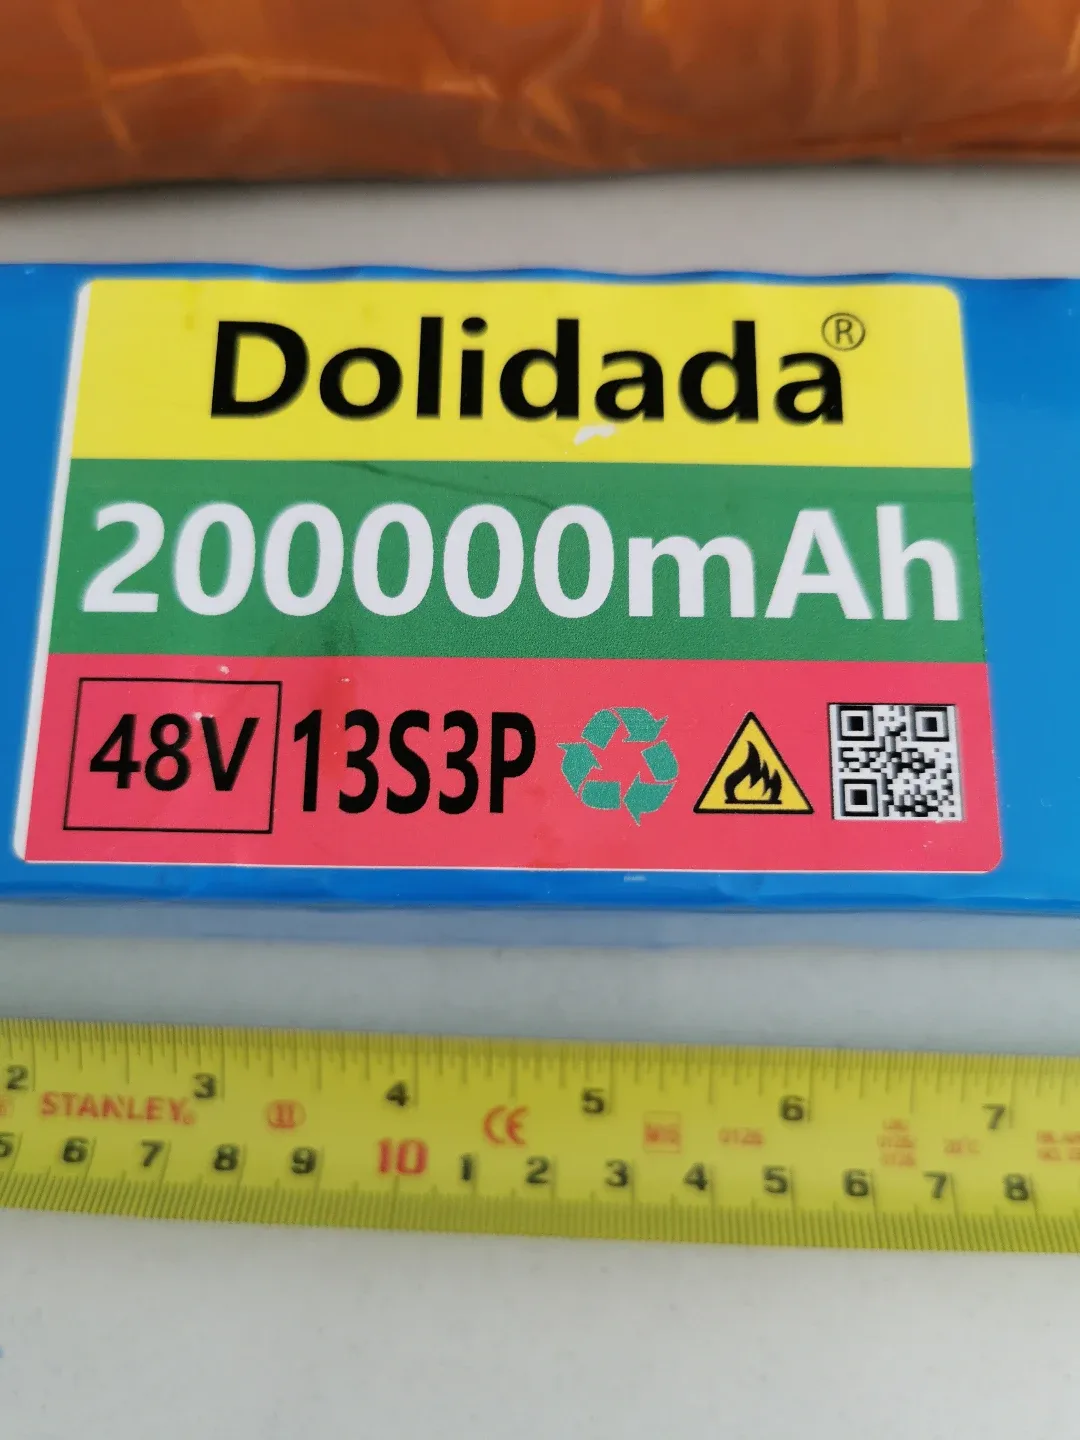 Dolidada®
200000mAh
48V 13S3P
2 3 4 5 6 7
STANLEY® II CE
5 6 7 8 9 10 1 2 3 4 5 6 7 8